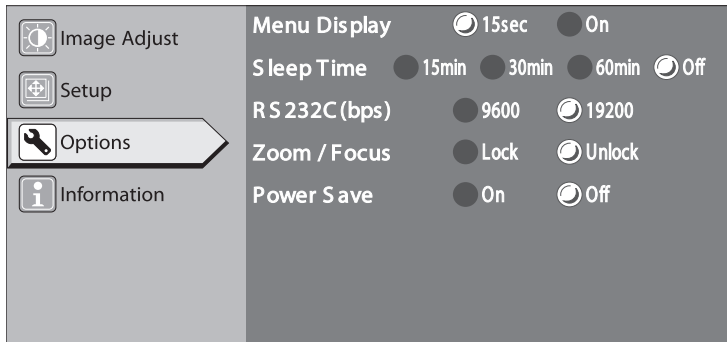 Image Adjust
Setup
Options
Information
Menu Display 15sec On
Sleep Time 15min 30min 60min Off
RS232C(bps) 9600 19200
Zoom / Focus Lock Unlock
Power Save On Off